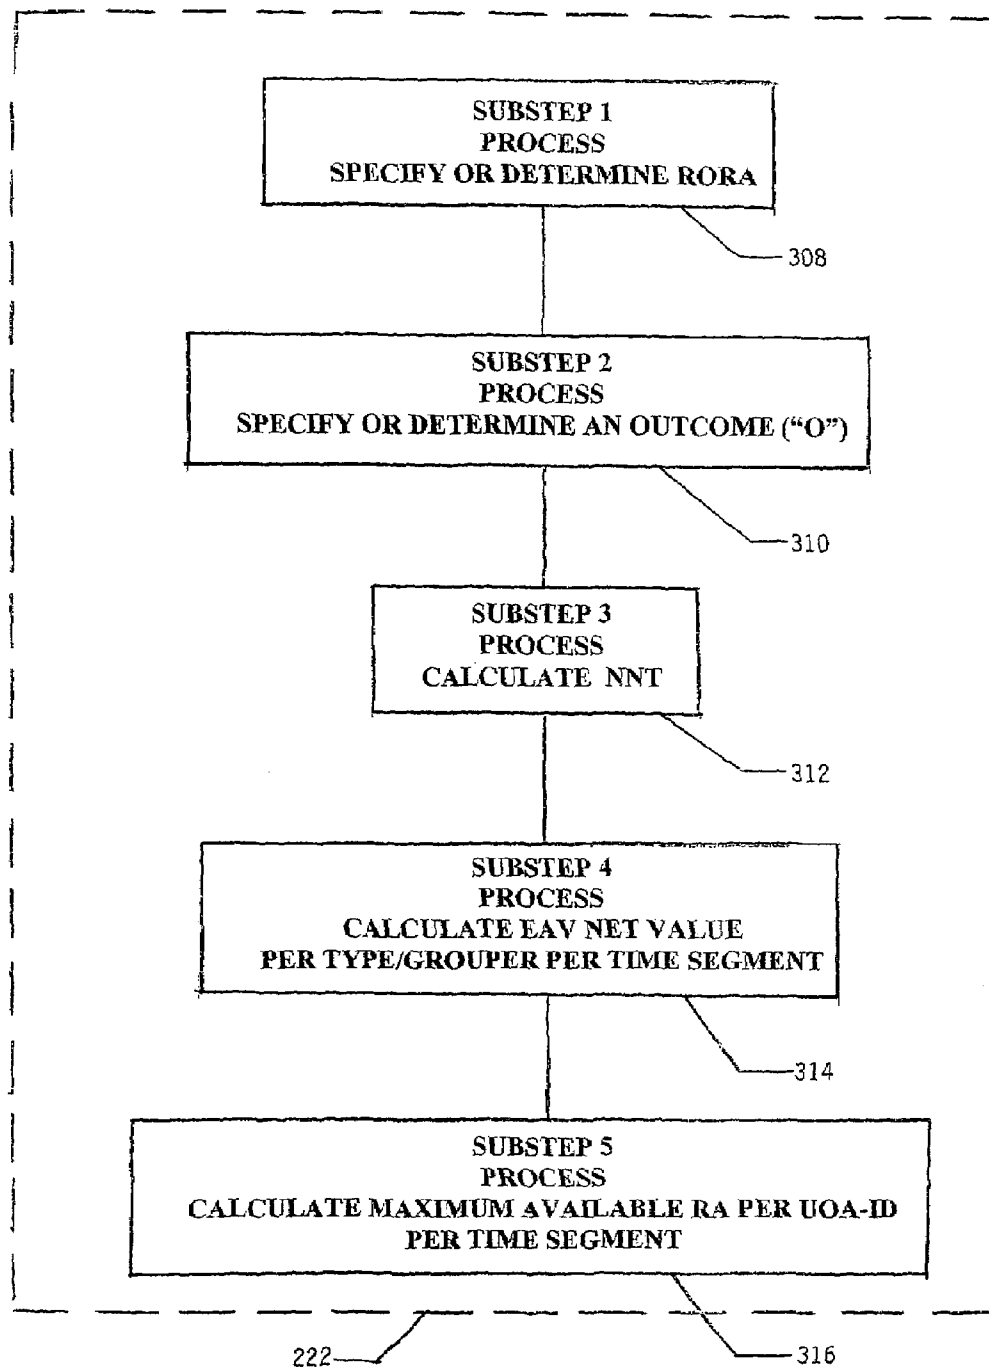 SUBSTEP 1
PROCESS
SPECIFY OR DETERMINE RORA
308
SUBSTEP 2
PROCESS
SPECIFY OR DETERMINE AN OUTCOME (“O”)
310
SUBSTEP 3
PROCESS
CALCULATE NNT
312
SUBSTEP 4
PROCESS
CALCULATE EAV NET VALUE
PER TYPE/GROUPER PER TIME SEGMENT
314
SUBSTEP 5
PROCESS
CALCULATE MAXIMUM AVAILABLE RA PER UOA-ID
PER TIME SEGMENT
316
222